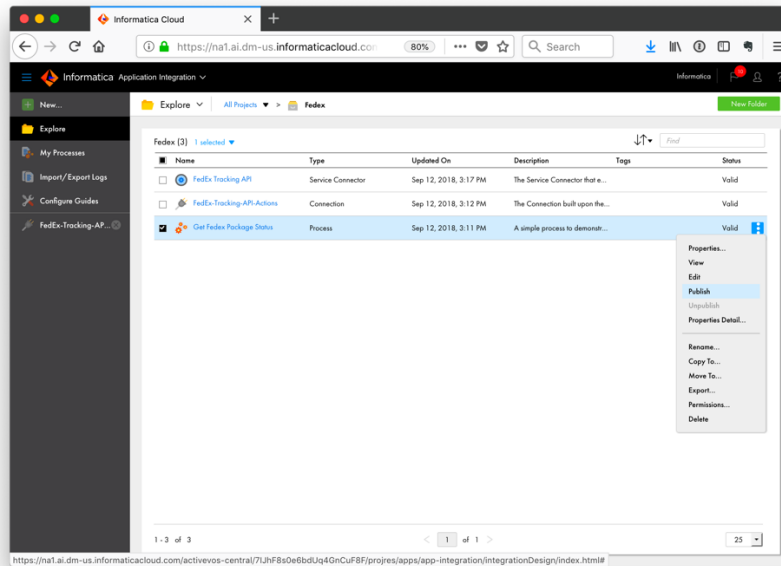 Informatica Cloud
https://na1.ai.dm-us.informaticacloud.con
80%
Search
Informatica Application Integration
Informatica
10
New...
Explore
My Processes
Import/Export Logs
Configure Guides
FedEx-Tracking-AP...
Explore All Projects > Fedex
New Folder
Fedex (3) 1 selected
Find
Name Type Updated On Description Tags Status
FedEx Tracking API Service Connector Sep 12, 2018, 3:17 PM The Service Connector that e... Valid
FedEx-Tracking-API-Actions Connection Sep 12, 2018, 3:12 PM The Connection built upon the... Valid
Get Fedex Package Status Process Sep 12, 2018, 3:11 PM A simple process to demonstr... Valid
Properties...
View
Edit
Publish
Unpublish
Properties Detail...
Rename...
Copy To...
Move To...
Export...
Permissions...
Delete
1 - 3 of 3
< 1 of 1 >
25
https://na1.ai.dm-us.informaticacloud.com/activevos-central/7IJhF8s0e6bdUq4GnCuF8F/projres/apps/app-integration/integrationDesign/index.html#